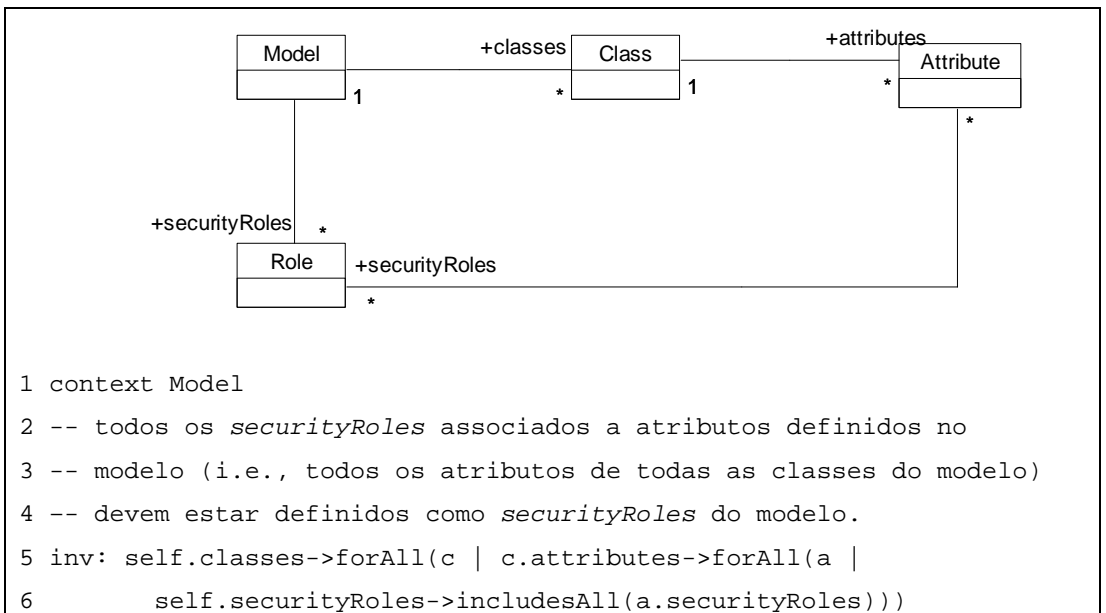 Model
+classes
Class
+attributes
Attribute
1
*
1
*
*
+securityRoles
*
Role
+securityRoles
*
1 context Model
2 -- todos os securityRoles associados a atributos definidos no
3 -- modelo (i.e., todos os atributos de todas as classes do modelo)
4 -- devem estar definidos como securityRoles do modelo.
5 inv: self.classes->forAll(c | c.attributes->forAll(a |
6 self.securityRoles->includesAll(a.securityRoles)))